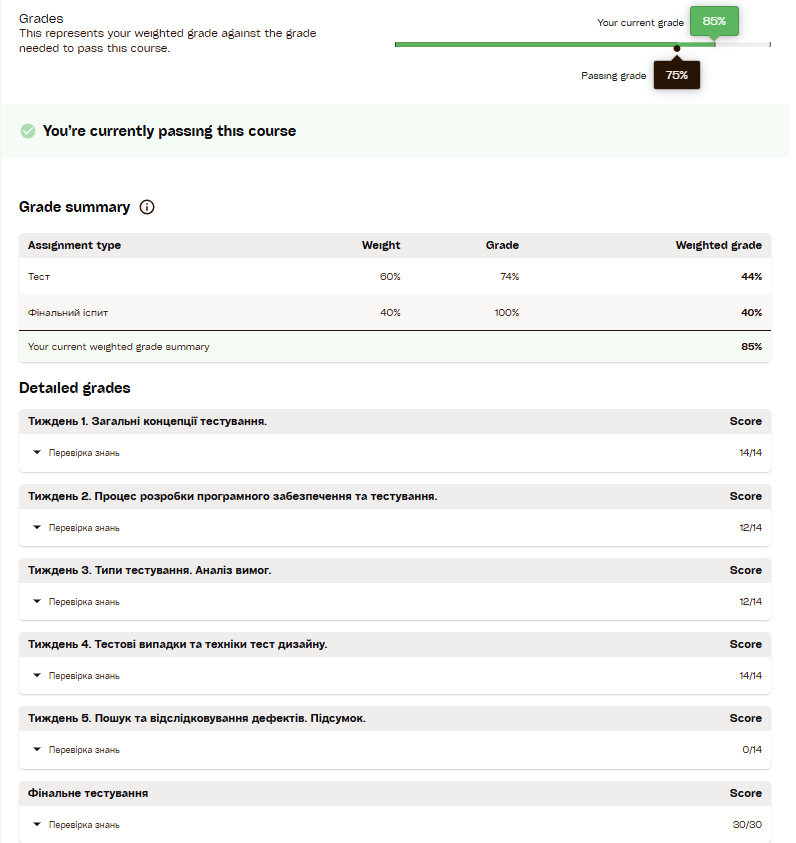 Grades
This represents your weighted grade against the grade
needed to pass this course.
Your current grade 85%
Passing grade 75%
You're currently passing this course
Grade summary
Assignment type Weight Grade Weighted grade
Тест 60% 74% 44%
Фінальний іспит 40% 100% 40%
Your current weighted grade summary 85%
Detailed grades
Тиждень 1. Загальні концепції тестування. Score
Перевірка знань 14/14
Тиждень 2. Процес розробки програмного забезпечення та тестування. Score
Перевірка знань 12/14
Тиждень 3. Типи тестування. Аналіз вимог. Score
Перевірка знань 12/14
Тиждень 4. Тестові випадки та техніки тест дизайну. Score
Перевірка знань 14/14
Тиждень 5. Пошук та відслідковування дефектів. Підсумок. Score
Перевірка знань 0/14
Фінальне тестування Score
Перевірка знань 30/30